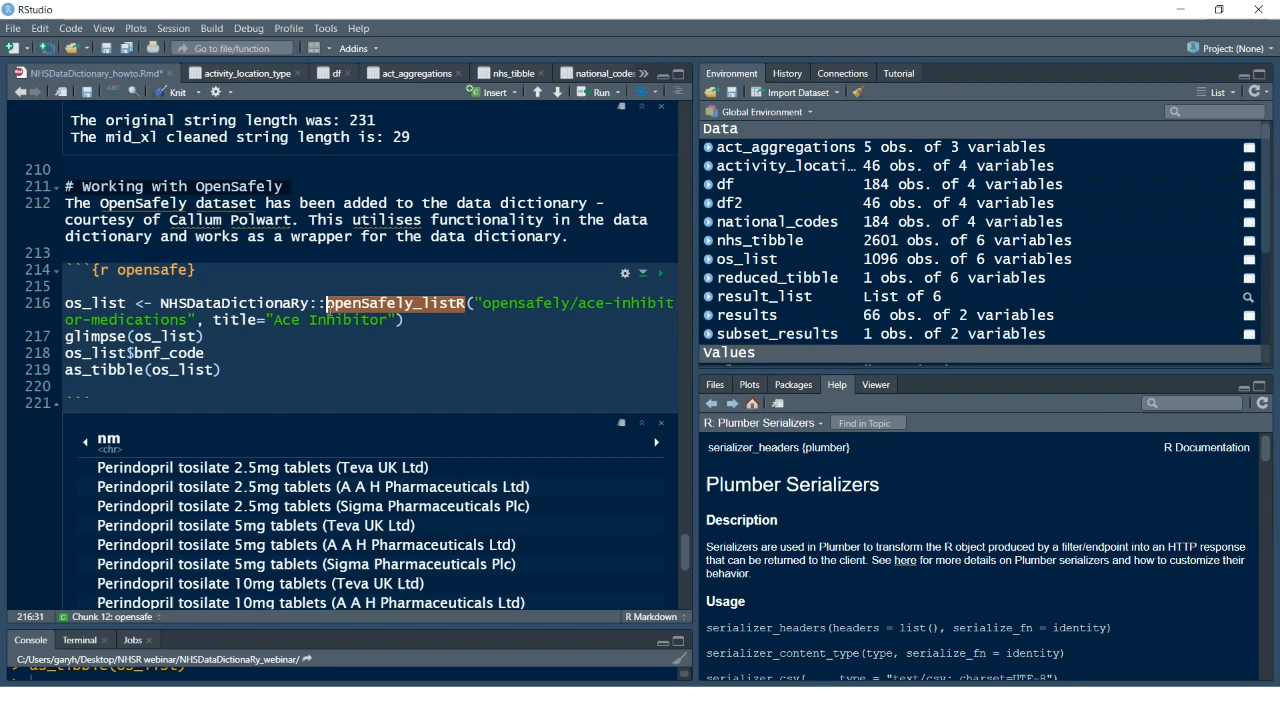 RStudio
File Edit Code View Plots Session Build Debug Profile Tools Help
Go to file/function Addins Project: (None)
NHSDataDictionary_howto.Rmd* activity_location_type df act_aggregations nhs_tibble national_code
Knit Insert Run
The original string length was: 231
The mid_xl cleaned string length is: 29
210
211 # Working with OpenSafely
212 The OpenSafely dataset has been added to the data dictionary -
courtesy of Callum Polwart. This utilises functionality in the data
dictionary and works as a wrapper for the data dictionary.
213
214 ```{r opensafe}
215
216 os_list <- NHSDataDictionaRy::openSafely_listR("opensafely/ace-inhibit
or-medications", title="Ace Inhibitor")
217 glimpse(os_list)
218 os_list$bnf_code
219 as_tibble(os_list)
220
221 ```
nm
<chr>
Perindopril tosilate 2.5mg tablets (Teva UK Ltd)
Perindopril tosilate 2.5mg tablets (A A H Pharmaceuticals Ltd)
Perindopril tosilate 2.5mg tablets (Sigma Pharmaceuticals Plc)
Perindopril tosilate 5mg tablets (Teva UK Ltd)
Perindopril tosilate 5mg tablets (A A H Pharmaceuticals Ltd)
Perindopril tosilate 5mg tablets (Sigma Pharmaceuticals Plc)
Perindopril tosilate 10mg tablets (Teva UK Ltd)
Perindopril tosilate 10mg tablets (A A H Pharmaceuticals Ltd)
216:31 Chunk 12: opensafe R Markdown
Console Terminal Jobs
C:/Users/garyh/Desktop/NHSR webinar/NHSDataDictionaRy_webinar/
> as_tibble(os_list)
Environment History Connections Tutorial
Import Dataset List
Global Environment
Data
act_aggregations 5 obs. of 3 variables
activity_locati… 46 obs. of 4 variables
df 184 obs. of 4 variables
df2 46 obs. of 4 variables
national_codes 184 obs. of 4 variables
nhs_tibble 2601 obs. of 6 variables
os_list 1096 obs. of 6 variables
reduced_tibble 1 obs. of 6 variables
result_list List of 6
results 66 obs. of 2 variables
subset_results 1 obs. of 2 variables
Values
Files Plots Packages Help Viewer
R: Plumber Serializers Find in Topic
serializer_headers {plumber} R Documentation
Plumber Serializers
Description
Serializers are used in Plumber to transform the R object produced by a filter/endpoint into an HTTP response
that can be returned to the client. See here for more details on Plumber serializers and how to customize their
behavior.
Usage
serializer_headers(headers = list(), serialize_fn = identity)
serializer_content_type(type, serialize_fn = identity)
serializer_csv(..., type = "text/csv; charset=UTF-8")